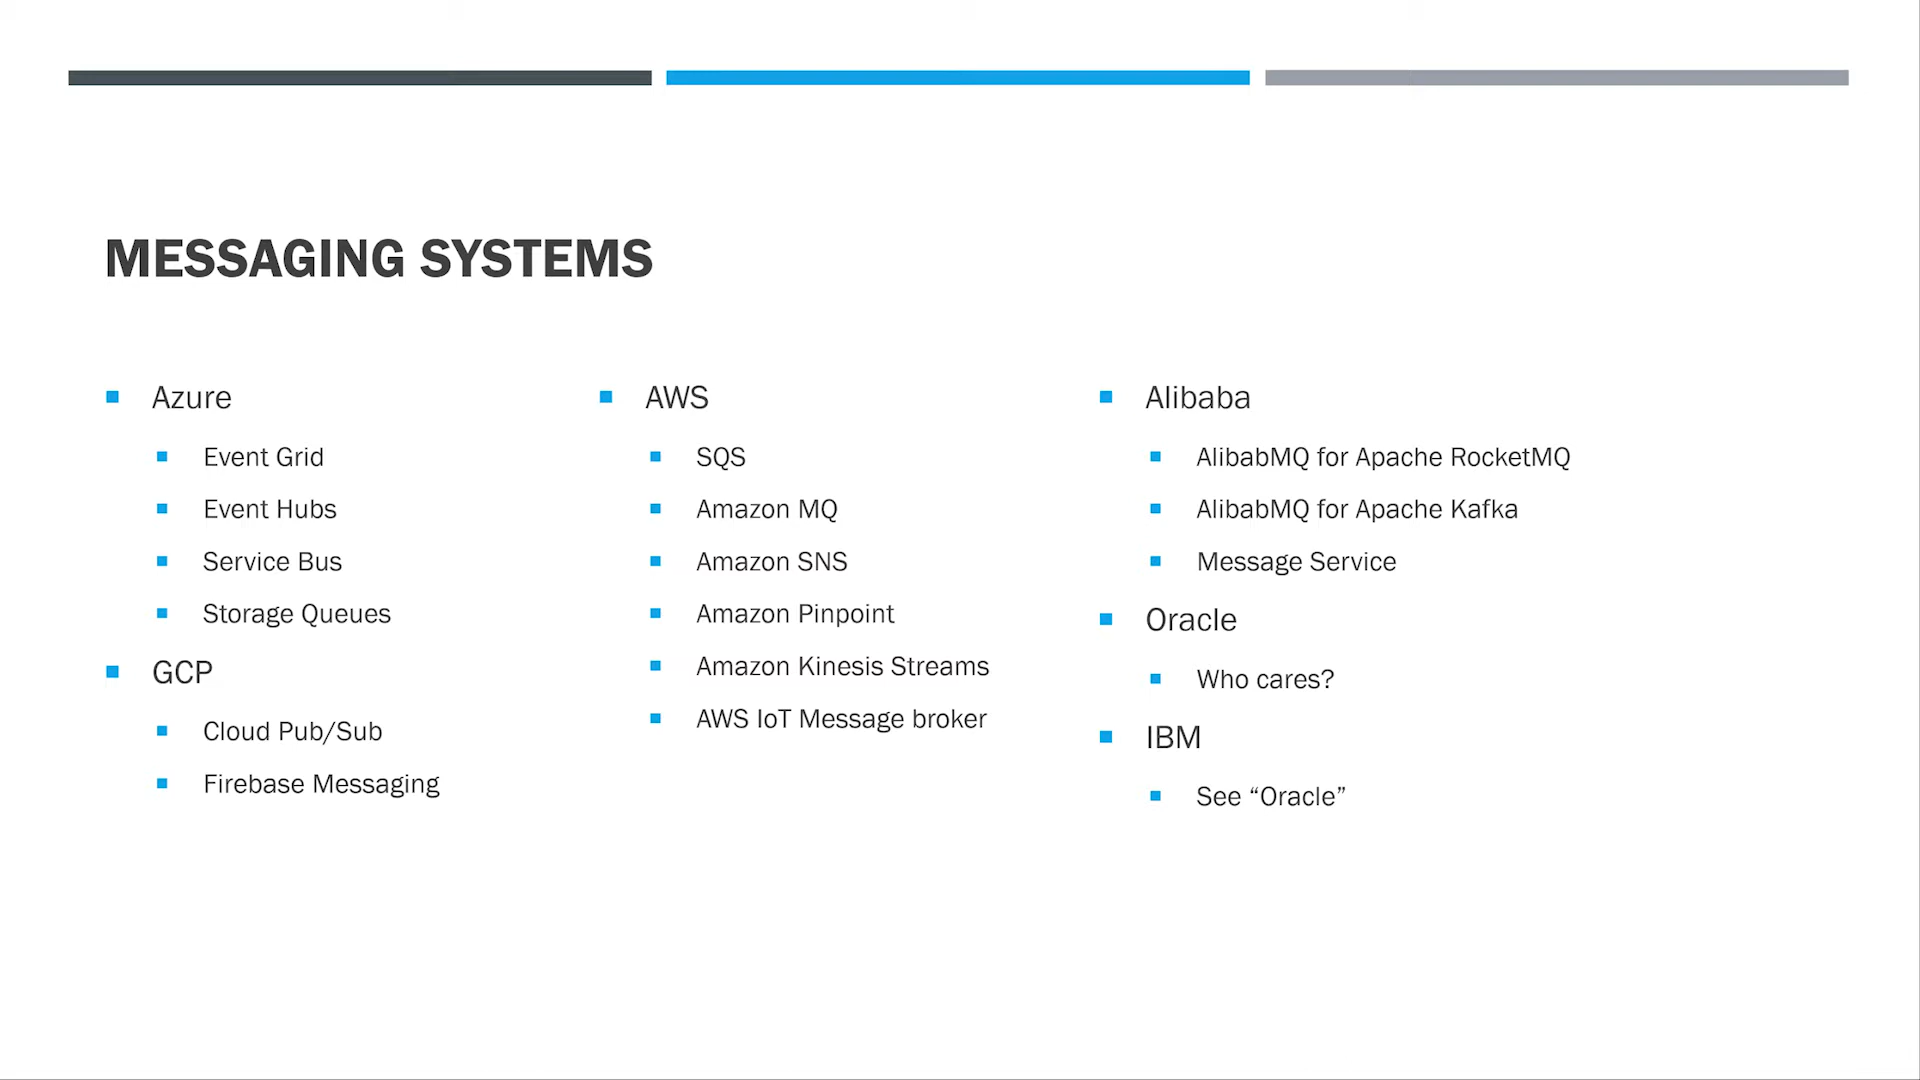 MESSAGING SYSTEMS
Azure
Event Grid
Event Hubs
Service Bus
Storage Queues
GCP
Cloud Pub/Sub
Firebase Messaging
AWS
SQS
Amazon MQ
Amazon SNS
Amazon Pinpoint
Amazon Kinesis Streams
AWS IoT Message broker
Alibaba
AlibabMQ for Apache RocketMQ
AlibabMQ for Apache Kafka
Message Service
Oracle
Who cares?
IBM
See “Oracle”